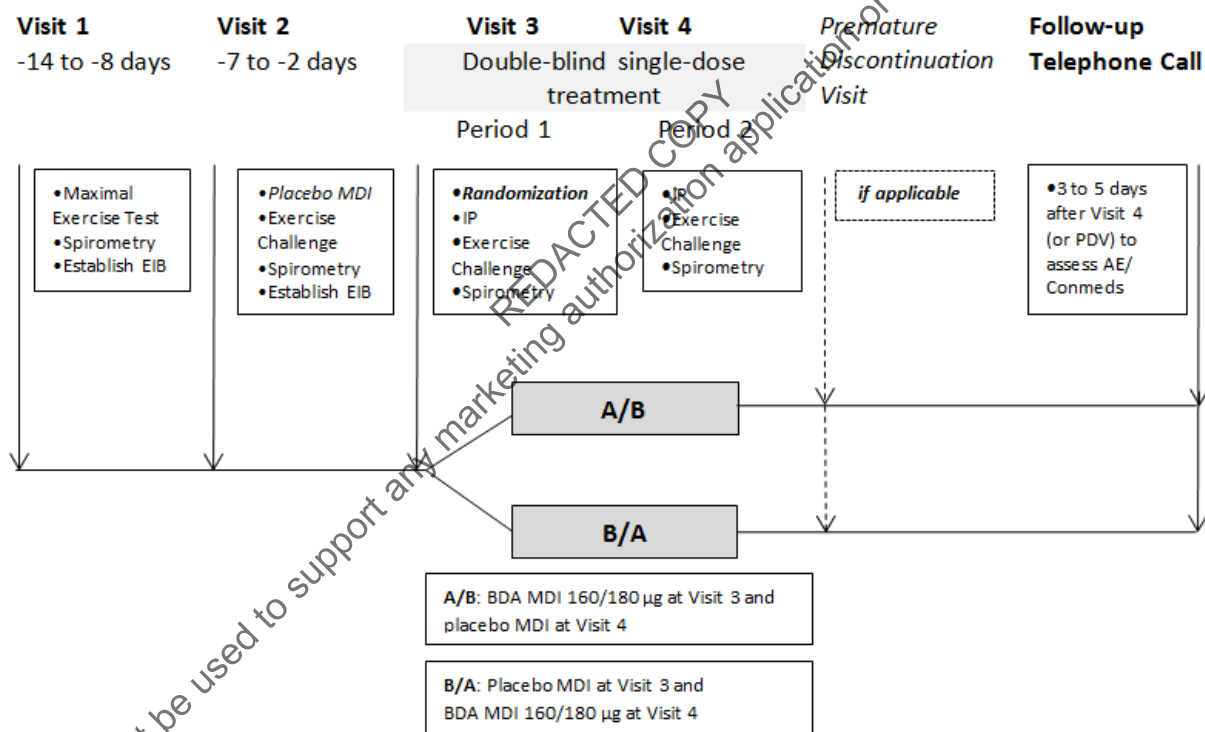 Visit 1
-14 to -8 days
Visit 2
-7 to -2 days
Visit 3
Visit 4
Double-blind single-dose
treatment
Period 1
Period 2
Premature
Discontinuation
Visit
Follow-up
Telephone Call
•Maximal
Exercise Test
•Spirometry
•Establish EIB
•Placebo MDI
•Exercise
Challenge
•Spirometry
•Establish EIB
•Randomization
•IP
•Exercise
Challenge
•Spirometry
•IP
•Exercise
Challenge
•Spirometry
if applicable
•3 to 5 days
after Visit 4
(or PDV) to
assess AE/
Conmeds
A/B
B/A
A/B: BDA MDI 160/180 µg at Visit 3 and
placebo MDI at Visit 4
B/A: Placebo MDI at Visit 3 and
BDA MDI 160/180 µg at Visit 4
REDACTED COPY
be used to support any marketing authorization application or